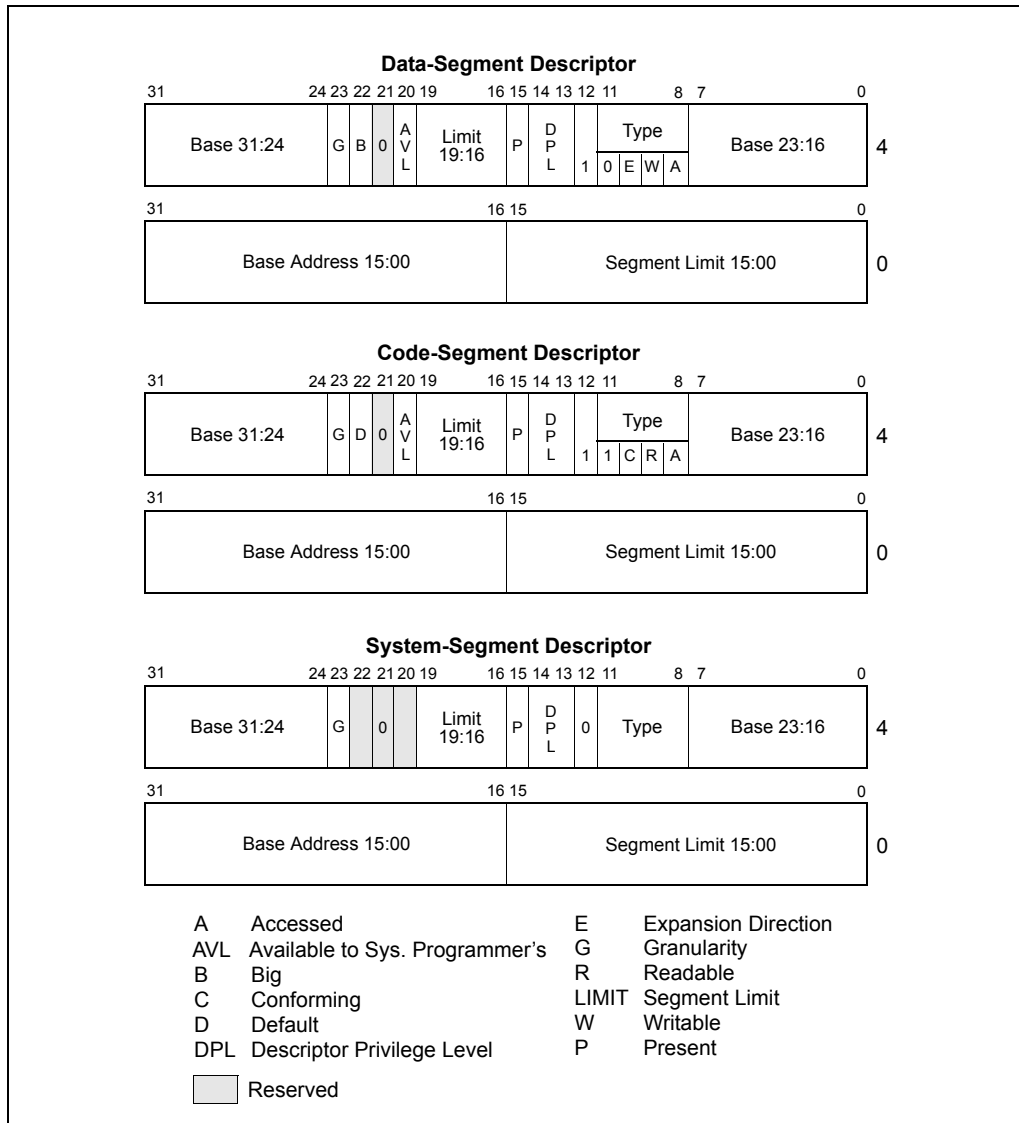 Data-Segment Descriptor
31 24 23 22 21 20 19 16 15 14 13 12 11 8 7 0
Base 31:24 G B 0 AVL Limit 19:16 P DPL 1 Type 0 E W A Base 23:16 4
31 16 15 0
Base Address 15:00 Segment Limit 15:00 0
Code-Segment Descriptor
31 24 23 22 21 20 19 16 15 14 13 12 11 8 7 0
Base 31:24 G D 0 AVL Limit 19:16 P DPL 1 Type 1 C R A Base 23:16 4
31 16 15 0
Base Address 15:00 Segment Limit 15:00 0
System-Segment Descriptor
31 24 23 22 21 20 19 16 15 14 13 12 11 8 7 0
Base 31:24 G 0 Limit 19:16 P DPL 0 Type Base 23:16 4
31 16 15 0
Base Address 15:00 Segment Limit 15:00 0
A Accessed
AVL Available to Sys. Programmer’s
B Big
C Conforming
D Default
DPL Descriptor Privilege Level
Reserved
E Expansion Direction
G Granularity
R Readable
LIMIT Segment Limit
W Writable
P Present